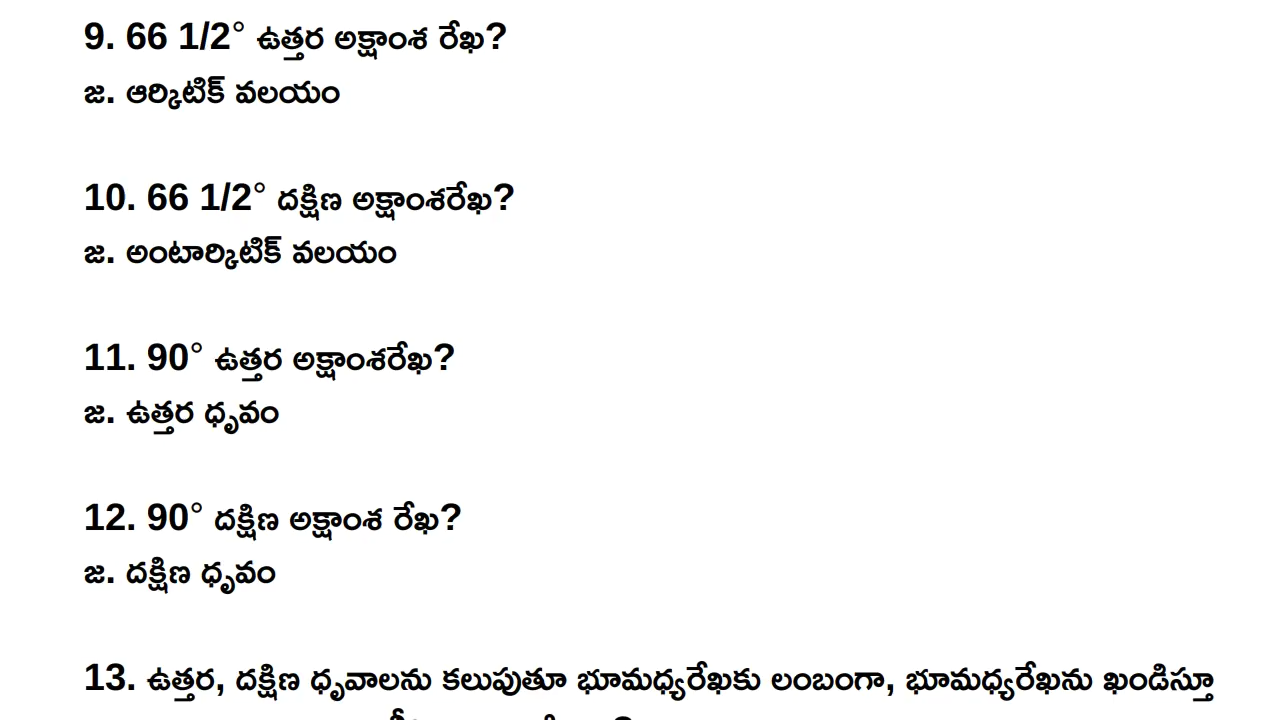 9. 66 1/2° ఉత్తర అక్షాంశ రేఖ?
జ. ఆర్కిటిక్ వలయం
10. 66 1/2° దక్షిణ అక్షాంశరేఖ?
జ. అంటార్కిటిక్ వలయం
11. 90° ఉత్తర అక్షాంశరేఖ?
జ. ఉత్తర ధృవం
12. 90° దక్షిణ అక్షాంశ రేఖ?
జ. దక్షిణ ధృవం
13. ఉత్తర, దక్షిణ ధృవాలను కలుపుతూ భూమధ్యరేఖకు లంబంగా, భూమధ్యరేఖను ఖండిస్తూ